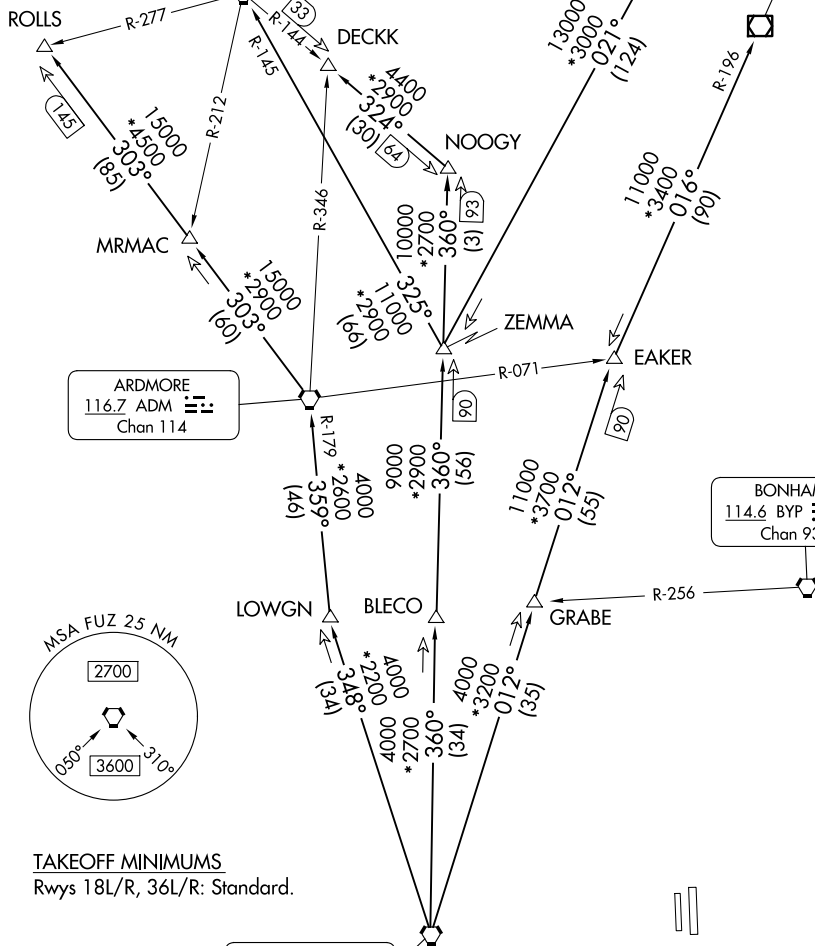 ROLLS
R-277
33
R-144
DECKK
R-145
13000
*3000
021°
(124)
R-196
145
15000
*4500
303°
(85)
R-212
4400
*2900
324°
(30)
64
NOOGY
93
R-346
10000
*2700
360°
(3)
11000
*3400
016°
(90)
MRMAC
15000
*2900
303°
(60)
325°
11000
*2900
(66)
ZEMMA
EAKER
R-071
ARDMORE
116.7 ADM
Chan 114
90
90
R-179
4000
*2600
359°
(46)
9000
*2900
360°
(56)
11000
*3700
012°
(55)
BONHAM
114.6 BYP
Chan 93
R-256
LOWGN
BLECO
GRABE
MSA FUZ 25 NM
2700
050°
310°
3600
4000
*2200
348°
(34)
4000
*2700
360°
(34)
4000
*3200
012°
(35)
TAKEOFF MINIMUMS
Rwys 18L/R, 36L/R: Standard.